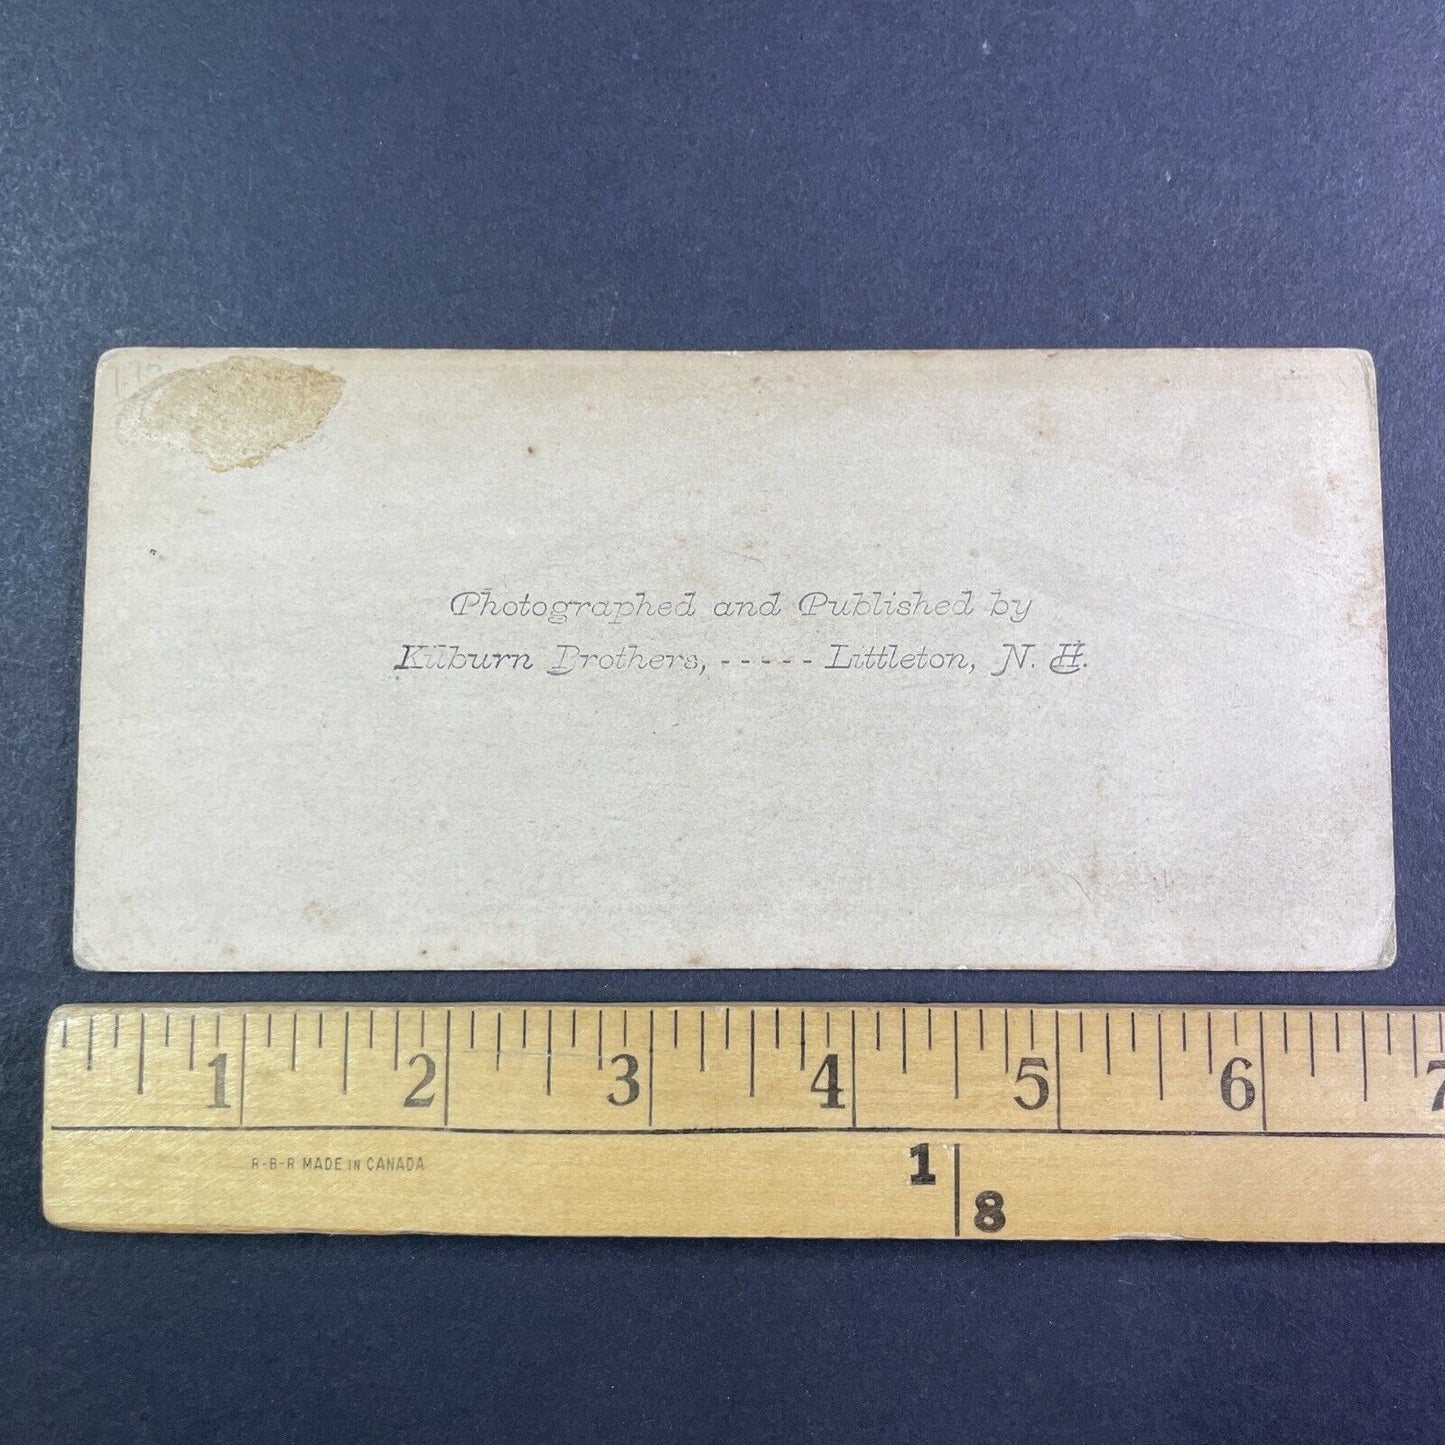 Photographed and Published by
Kilburn Brothers, ----- Littleton, N. H.
1 2 3 4 5 6 7
R-B-R MADE IN CANADA
1
8